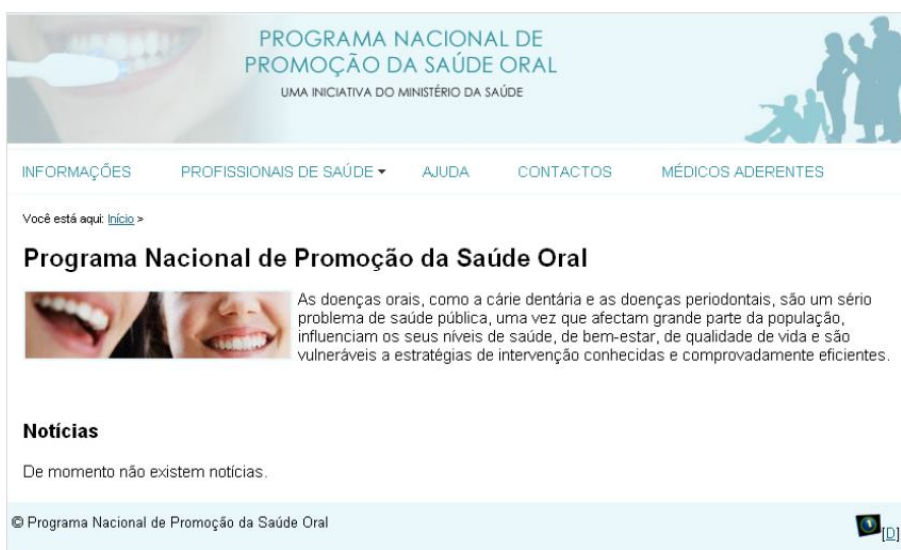 PROGRAMA NACIONAL DE
PROMOÇÃO DA SAÚDE ORAL
UMA INICIATIVA DO MINISTÉRIO DA SAÚDE
INFORMAÇÕES PROFISSIONAIS DE SAÚDE AJUDA CONTACTOS MÉDICOS ADERENTES
Você está aqui: Início >
Programa Nacional de Promoção da Saúde Oral
As doenças orais, como a cárie dentária e as doenças periodontais, são um sério
problema de saúde pública, uma vez que afectam grande parte da população,
influenciam os seus níveis de saúde, de bem-estar, de qualidade de vida e são
vulneráveis a estratégias de intervenção conhecidas e comprovadamente eficientes.
Notícias
De momento não existem notícias.
© Programa Nacional de Promoção da Saúde Oral
[D]